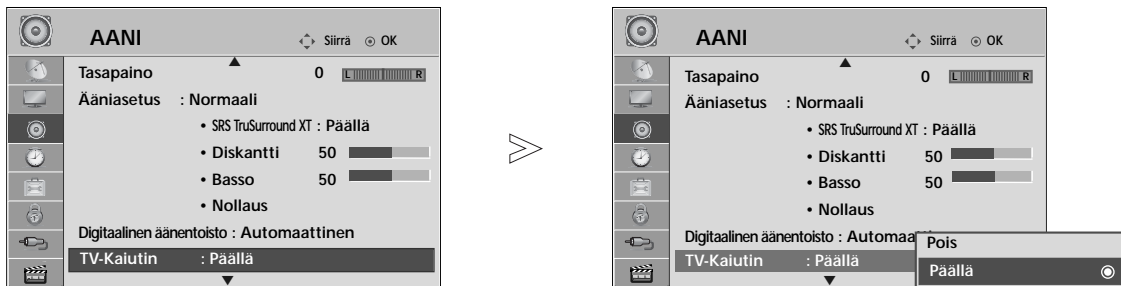 AANI Siirrä OK
Tasapaino 0 L R
Ääniasetus : Normaali
• SRS TruSurround XT : Päällä
• Diskantti 50
• Basso 50
• Nollaus
Digitaalinen äänentoisto : Automaattinen
TV-Kaiutin : Päällä
AANI Siirrä OK
Tasapaino 0 L R
Ääniasetus : Normaali
• SRS TruSurround XT : Päällä
• Diskantti 50
• Basso 50
• Nollaus
Digitaalinen äänentoisto : Automaa
TV-Kaiutin : Päällä
Pois
Päällä